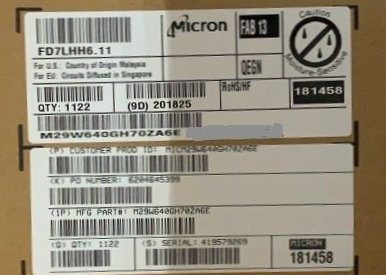 FD7LHH6.11
Micron
FAB 13
QEGN
CAUTION
Moisture-Sensitive
For U.S.: Country of Origin Malaysia
For EU: Circuits Diffused in Singapore
RoHS/HF
QTY: 1122
(9D) 201825
181458
M29W640GH70ZA6E
(P) CUSTOMER PROD ID: MICM29W640GH70ZA6E
(K) PO NUMBER: 6204645399
(1P) MFG PART#: M29W640GH70ZA6E
(Q) QTY: 1122
(S) SERIAL: 419579269
MICRON
181458